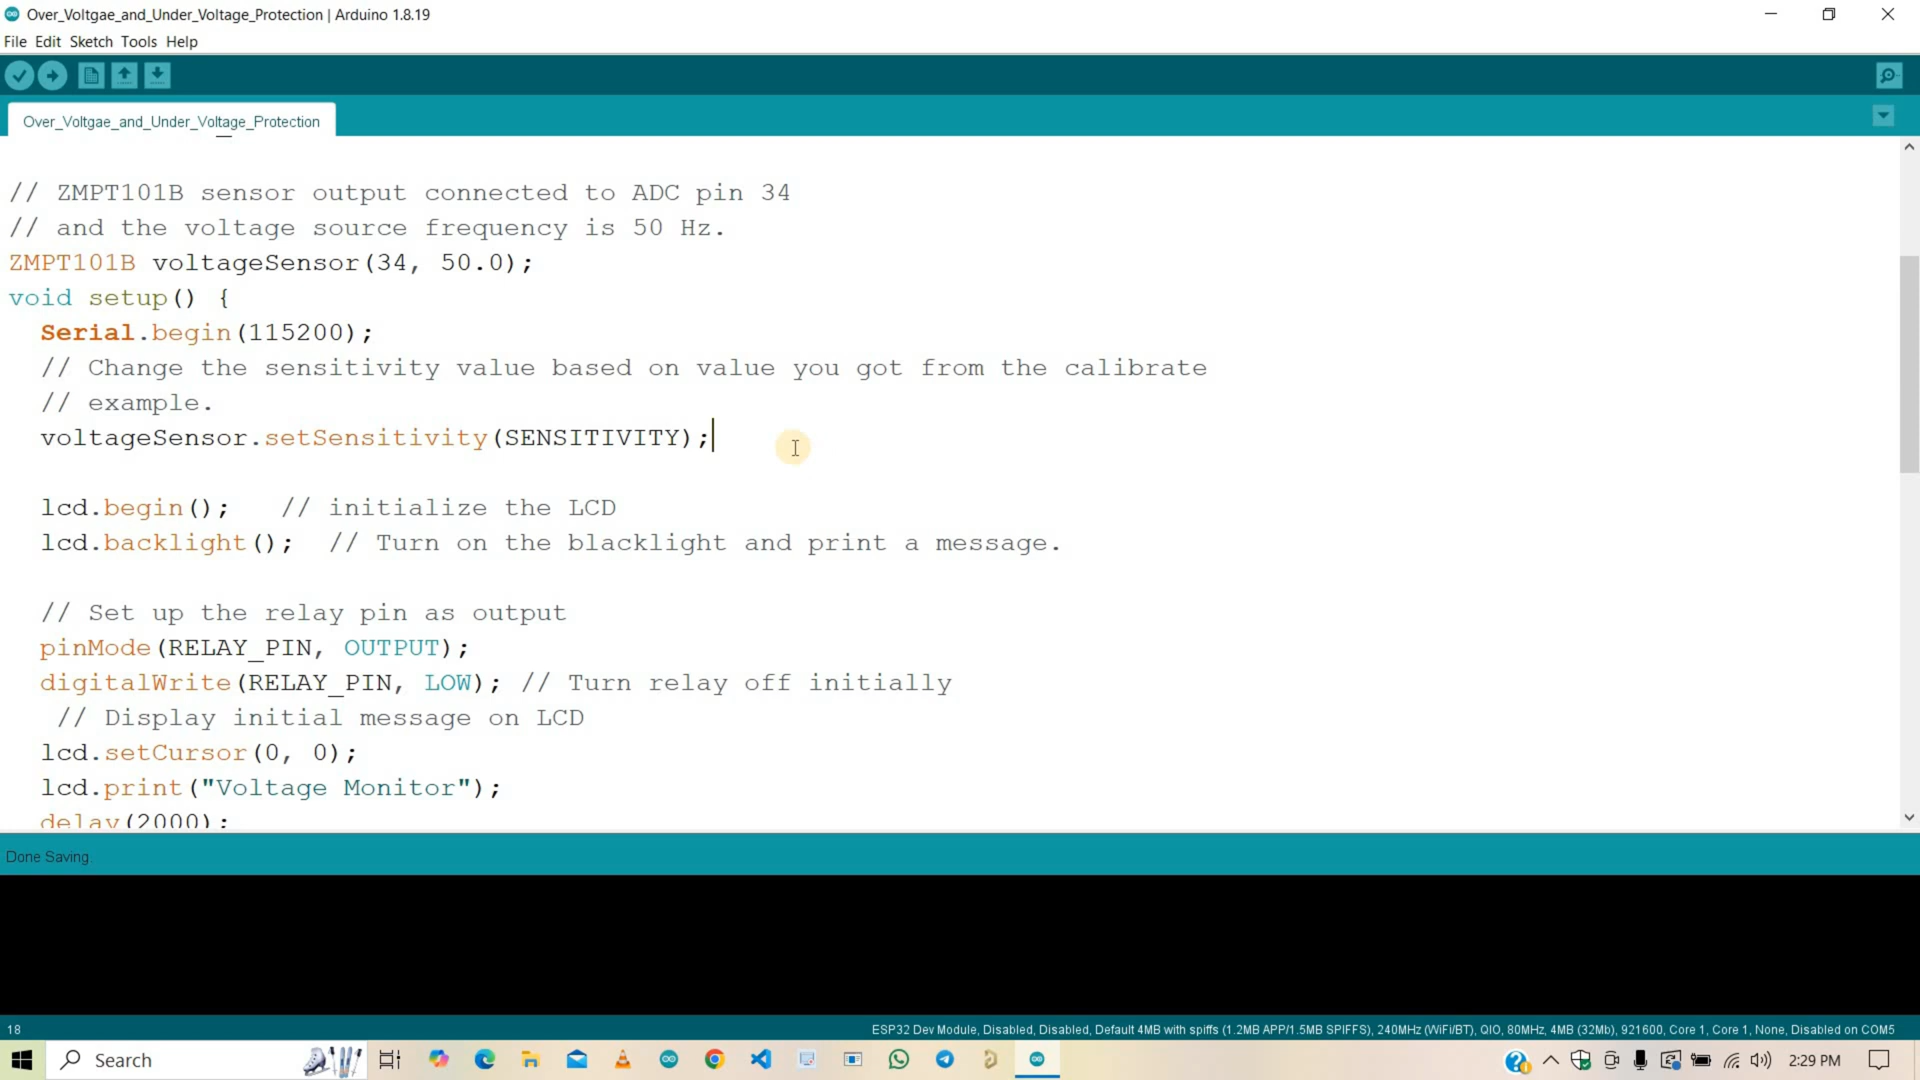 Over_Voltgae_and_Under_Voltage_Protection | Arduino 1.8.19
File Edit Sketch Tools Help
Over_Voltgae_and_Under_Voltage_Protection
// ZMPT101B sensor output connected to ADC pin 34
// and the voltage source frequency is 50 Hz.
ZMPT101B voltageSensor(34, 50.0);
void setup() {
Serial.begin(115200);
// Change the sensitivity value based on value you got from the calibrate
// example.
voltageSensor.setSensitivity(SENSITIVITY);
lcd.begin();   // initialize the LCD
lcd.backlight();  // Turn on the blacklight and print a message.
// Set up the relay pin as output
pinMode(RELAY_PIN, OUTPUT);
digitalWrite(RELAY_PIN, LOW); // Turn relay off initially
// Display initial message on LCD
lcd.setCursor(0, 0);
lcd.print("Voltage Monitor");
delay(2000);
Done Saving.
18
ESP32 Dev Module, Disabled, Disabled, Default 4MB with spiffs (1.2MB APP/1.5MB SPIFFS), 240MHz (WiFi/BT), QIO, 80MHz, 4MB (32Mb), 921600, Core 1, Core 1, None, Disabled on COM5
Search
2:29 PM